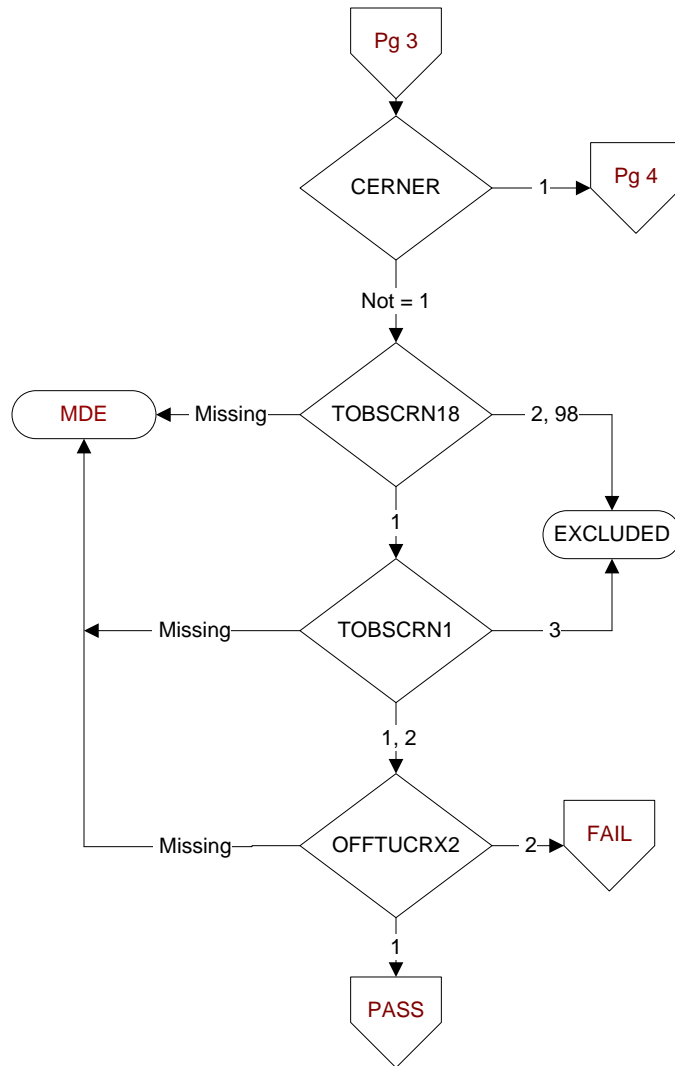 Pg 3
CERNER
1
Pg 4
Not = 1
MDE
Missing
TOBSCRN18
2, 98
1
EXCLUDED
Missing
TOBSCRN1
3
1, 2
Missing
OFFTUCRX2
2
FAIL
1
PASS